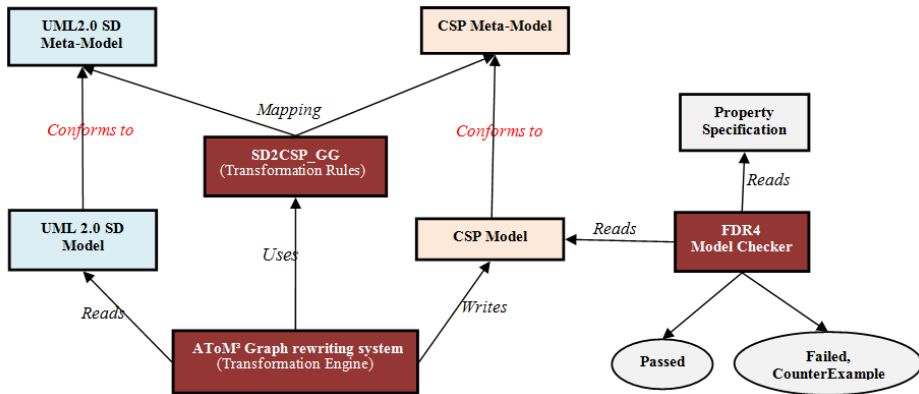 UML2.0 SD
Meta-Model
CSP Meta-Model
Mapping
Conforms to
Conforms to
Property
Specification
SD2CSP_GG
(Transformation Rules)
Reads
UML 2.0 SD
Model
CSP Model
Reads
FDR4
Model Checker
Uses
Reads
Writes
AToM³ Graph rewriting system
(Transformation Engine)
Passed
Failed,
CounterExample